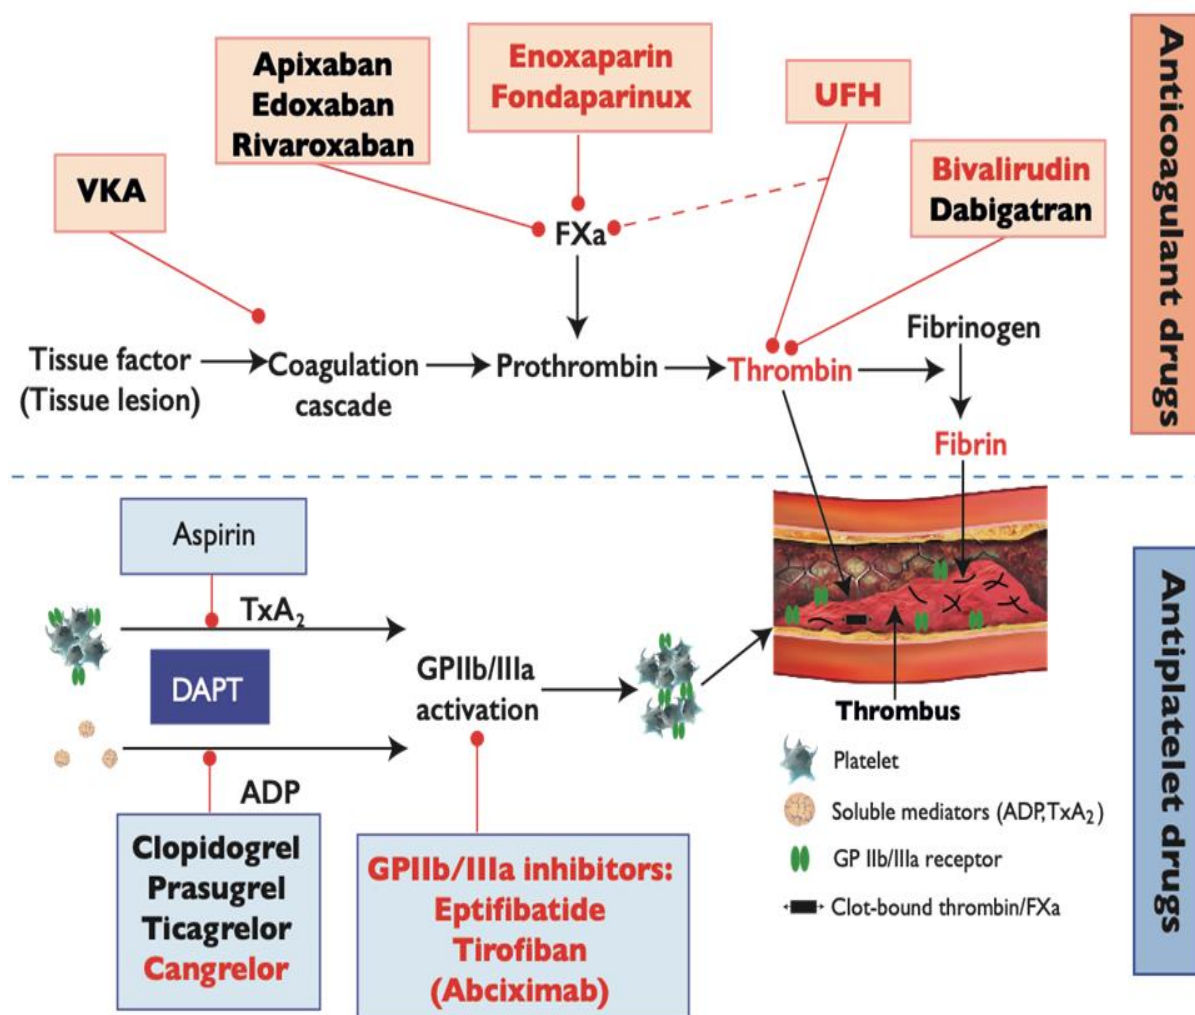 Anticoagulant drugs
Apixaban
Edoxaban
Rivaroxaban
Enoxaparin
Fondaparinux
UFH
VKA
Bivalirudin
Dabigatran
FXa
Tissue factor
(Tissue lesion)
Coagulation
cascade
Prothrombin
Thrombin
Fibrinogen
Fibrin
Antiplatelet drugs
Aspirin
TxA₂
DAPT
GPIIb/IIIa
activation
ADP
Clopidogrel
Prasugrel
Ticagrelor
Cangrelor
GPIIb/IIIa inhibitors:
Eptifibatide
Tirofiban
(Abciximab)
Thrombus
Platelet
Soluble mediators (ADP,TxA₂)
GP IIb/IIIa receptor
Clot-bound thrombin/FXa